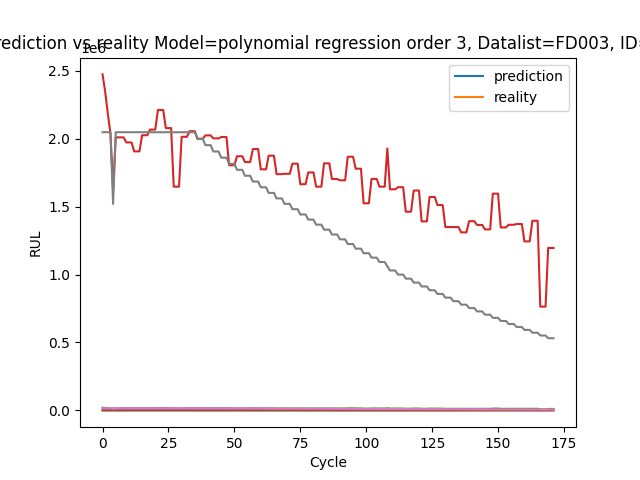 rediction vs reality Model=polynomial regression order 3, Datalist=FD003, ID=
1e6
prediction
reality
2.5
2.0
1.5
1.0
0.5
0.0
RUL
0 25 50 75 100 125 150 175
Cycle